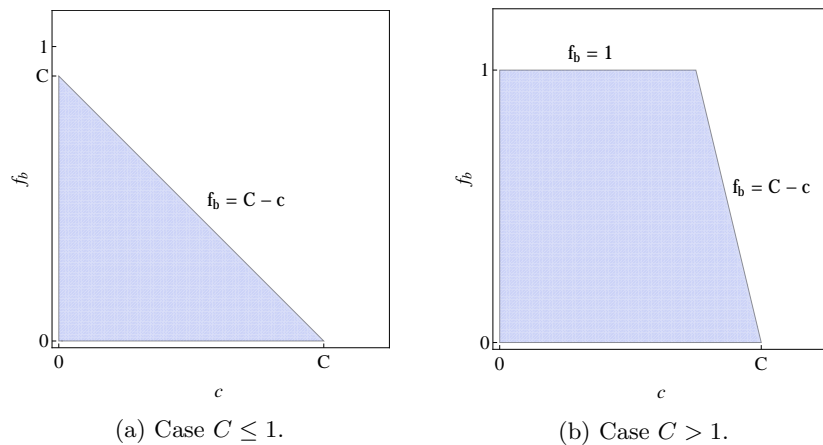 1
C
f_b
f_b = C – c
0
0
C
c
(a) Case C ≤ 1.
f_b = 1
1
f_b
f_b = C – c
0
0
C
c
(b) Case C > 1.